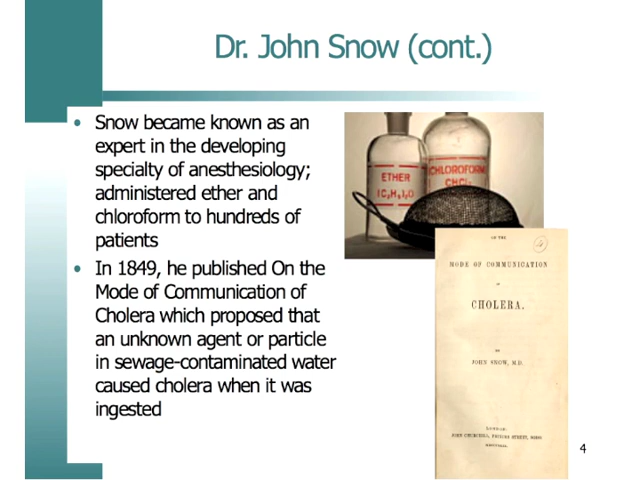 Dr. John Snow (cont.)
• Snow became known as an
expert in the developing
specialty of anesthesiology;
administered ether and
chloroform to hundreds of
patients
• In 1849, he published On the
Mode of Communication of
Cholera which proposed that
an unknown agent or particle
in sewage-contaminated water
caused cholera when it was
ingested
ETHER
CHLOROFORM
CHCl3
ON THE
MODE OF COMMUNICATION
OF
CHOLERA.
BY
JOHN SNOW, M.D.
LONDON:
JOHN CHURCHILL, PRINCES STREET, SOHO
4